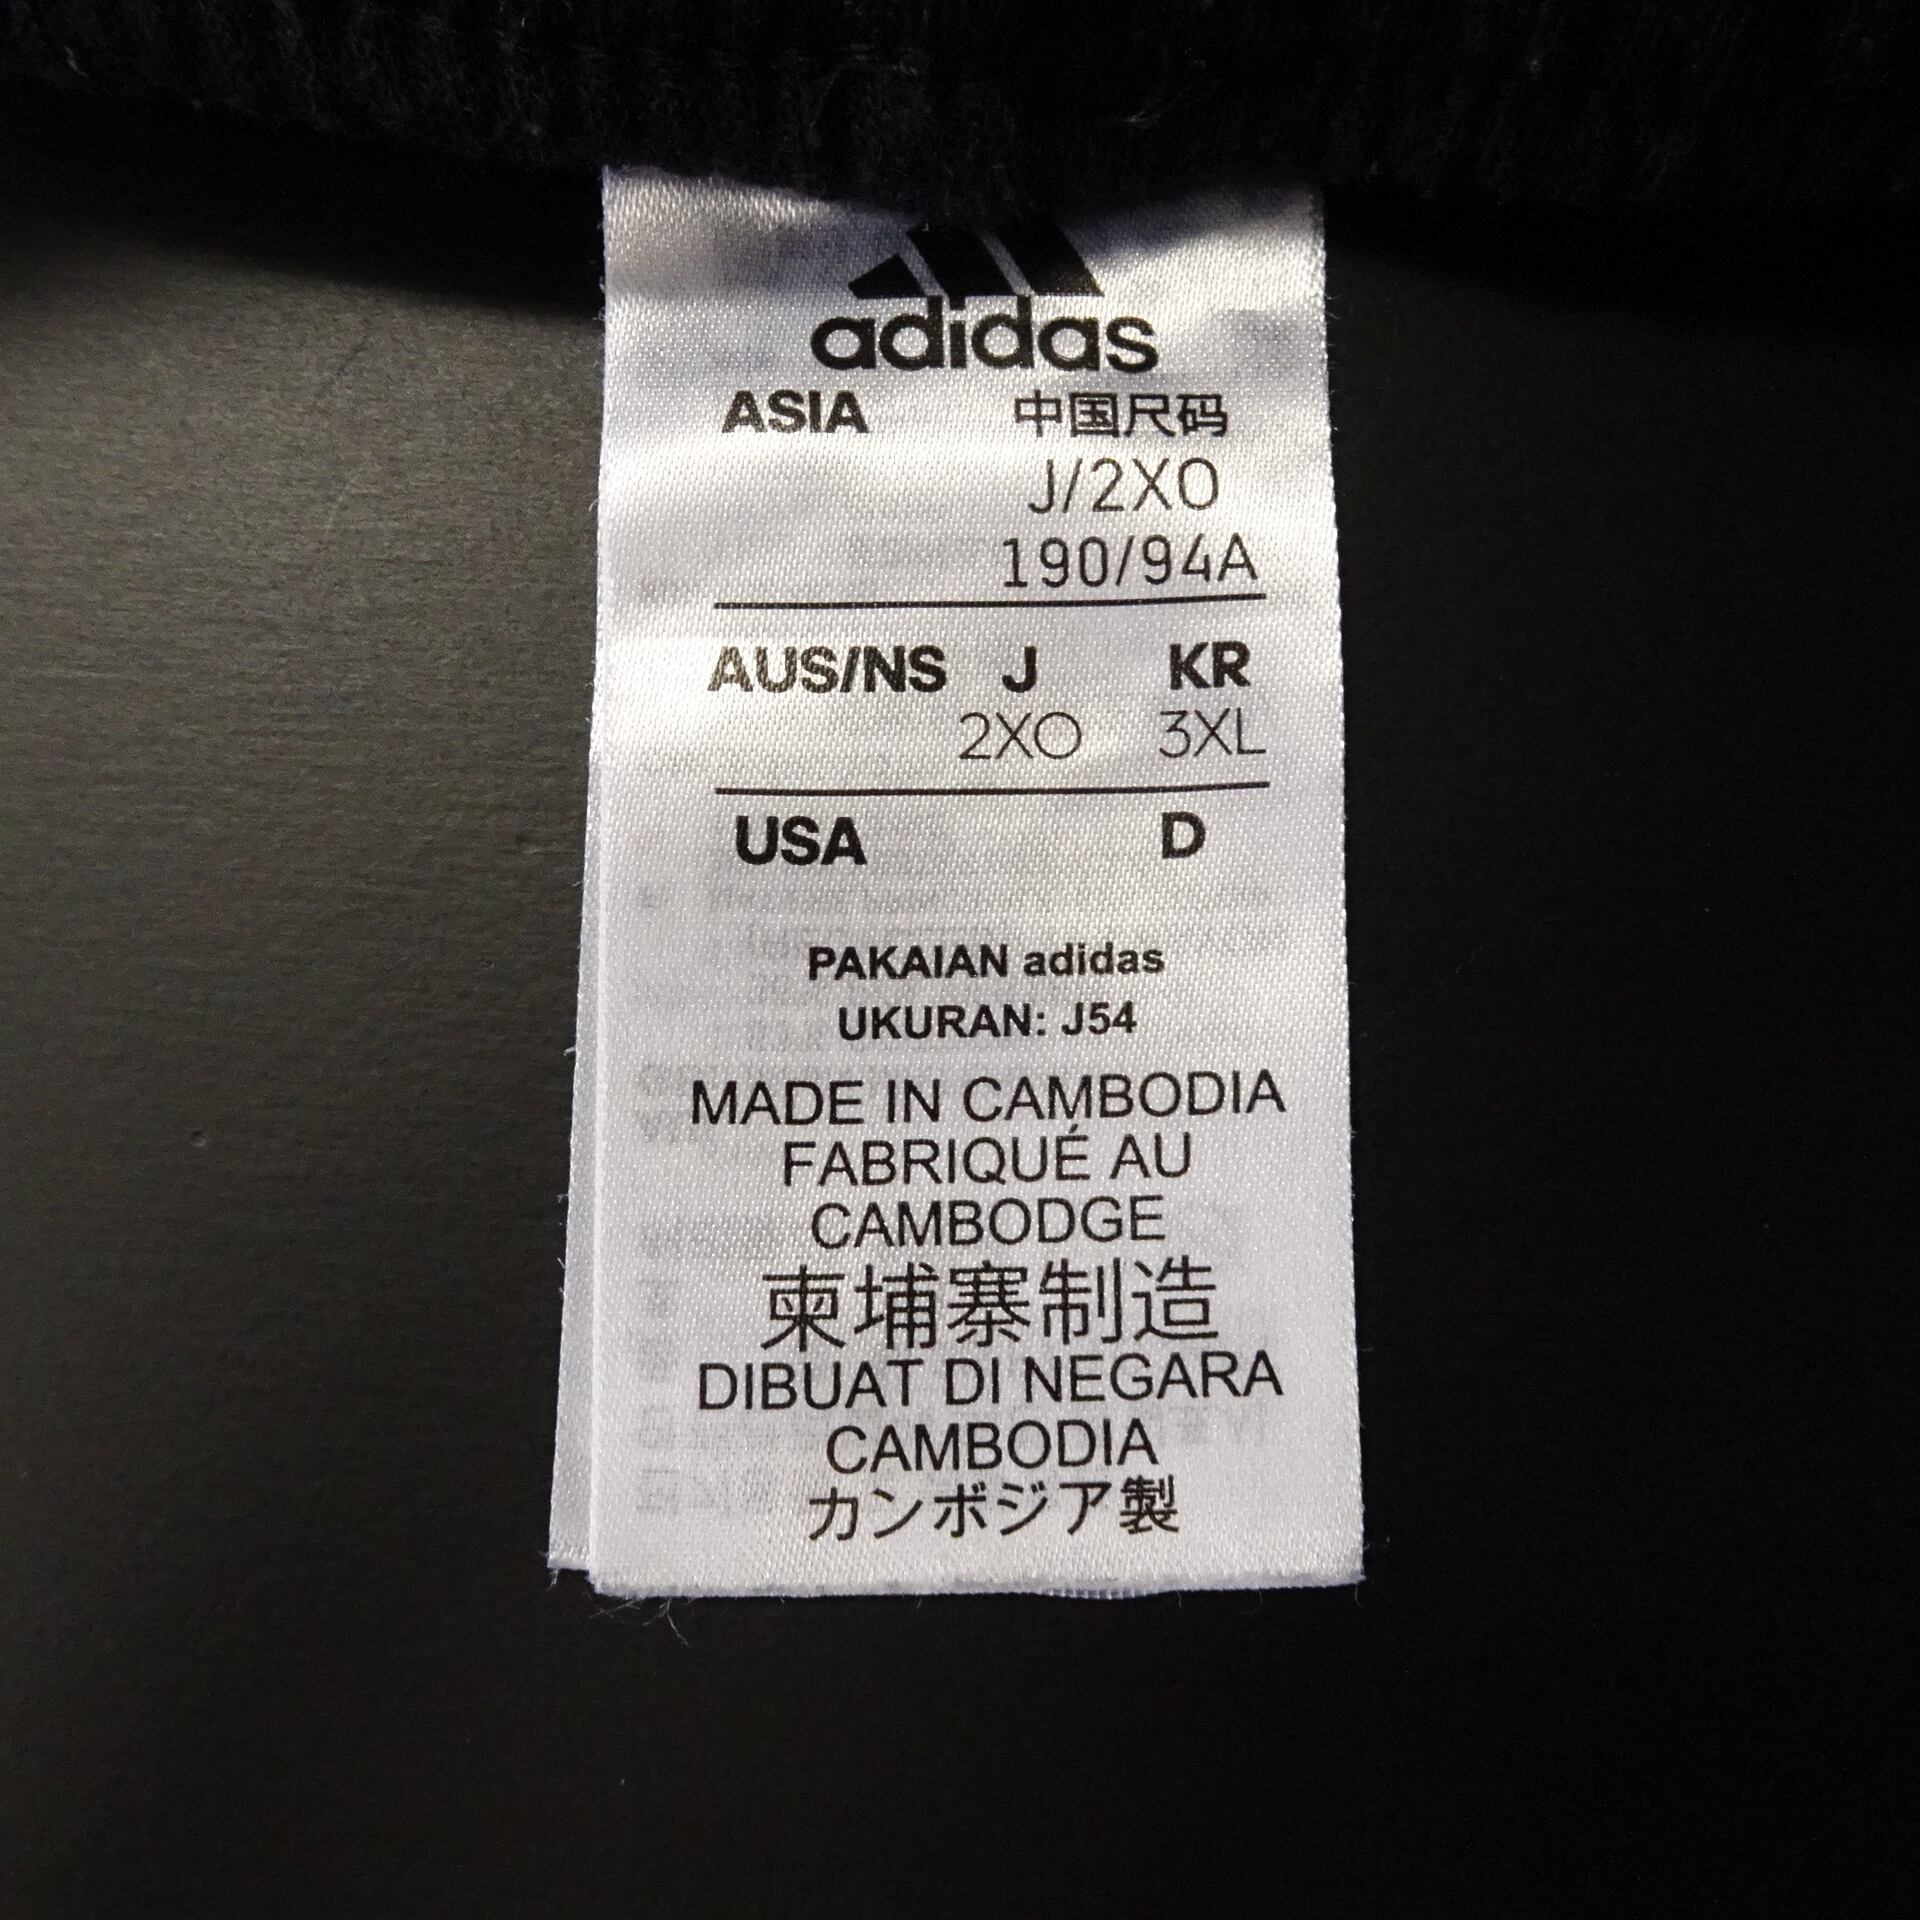 adidas
ASIA 中国尺码
J/2XO
190/94A
AUS/NS J KR
2XO 3XL
USA D
PAKAIAN adidas
UKURAN: J54
MADE IN CAMBODIA
FABRIQUÉ AU
CAMBODGE
柬埔寨制造
DIBUAT DI NEGARA
CAMBODIA
カンボジア製